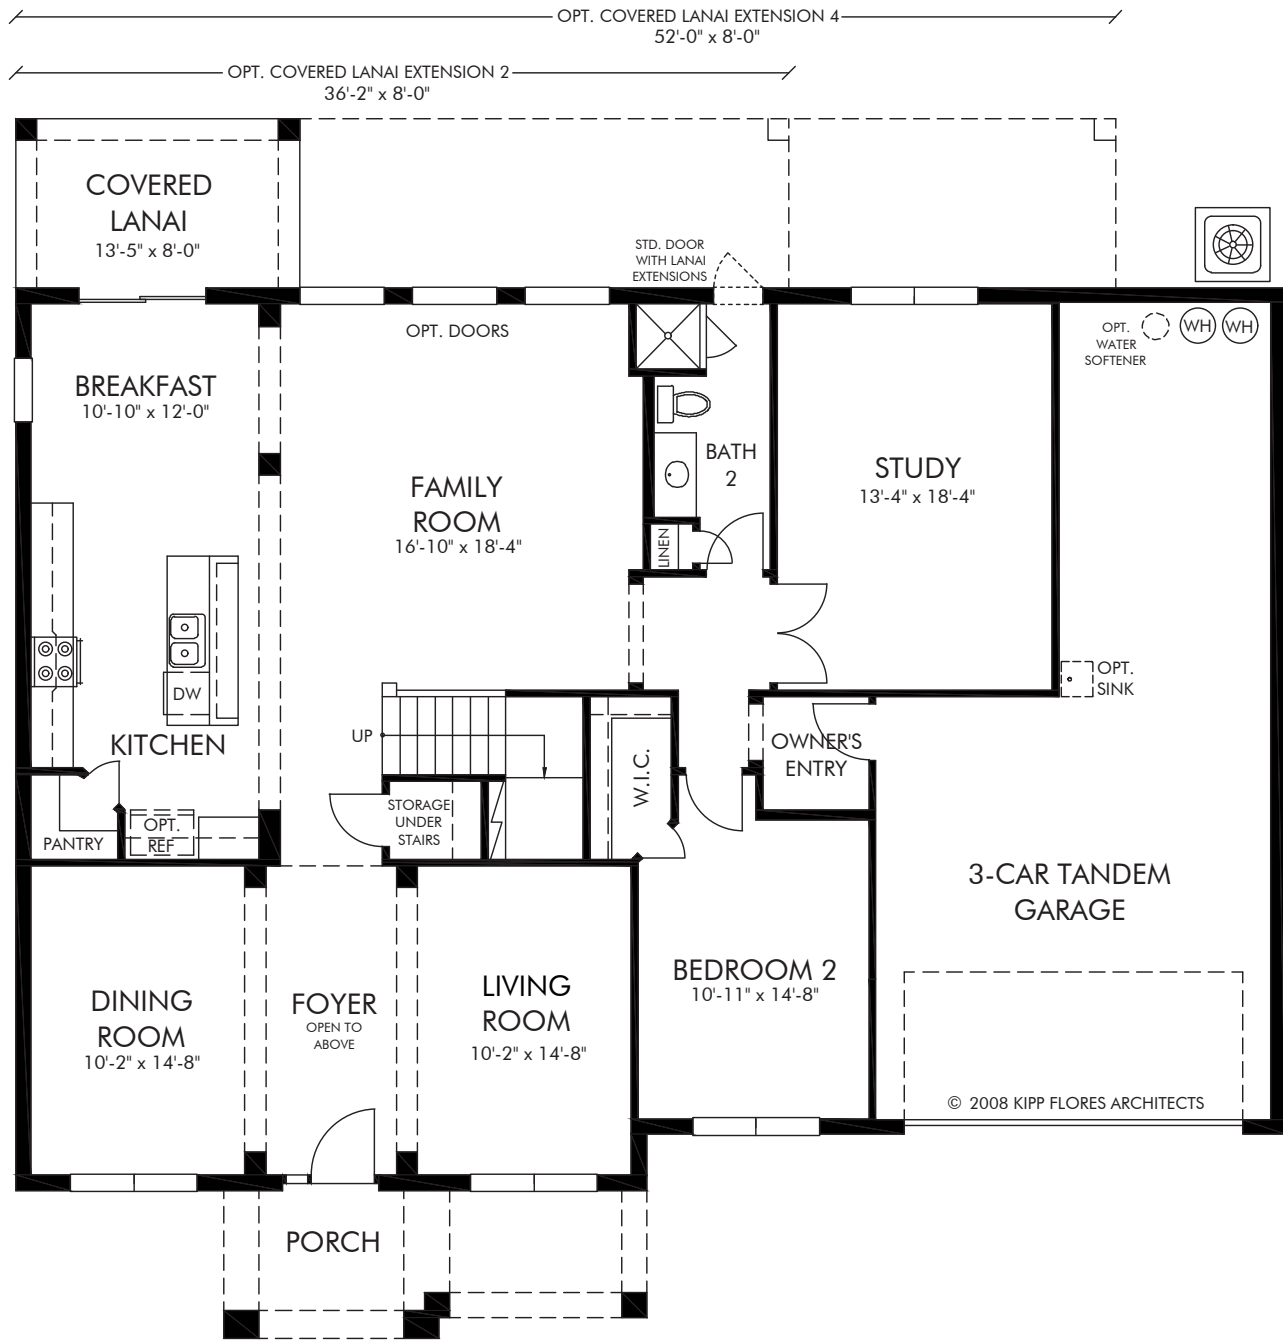 OPT. COVERED LANAI EXTENSION 4
52'-0" x 8'-0"
OPT. COVERED LANAI EXTENSION 2
36'-2" x 8'-0"
COVERED
LANAI
13'-5" x 8'-0"
STD. DOOR
WITH LANAI
EXTENSIONS
OPT. DOORS
OPT.
WATER
SOFTENER
WH
WH
BREAKFAST
10'-10" x 12'-0"
FAMILY
ROOM
16'-10" x 18'-4"
BATH
2
LINEN
STUDY
13'-4" x 18'-4"
OPT.
SINK
DW
KITCHEN
UP
W.I.C.
OWNER'S
ENTRY
STORAGE
UNDER
STAIRS
PANTRY
OPT.
REF
3-CAR TANDEM
GARAGE
DINING
ROOM
10'-2" x 14'-8"
FOYER
OPEN TO
ABOVE
LIVING
ROOM
10'-2" x 14'-8"
BEDROOM 2
10'-11" x 14'-8"
© 2008 KIPP FLORES ARCHITECTS
PORCH